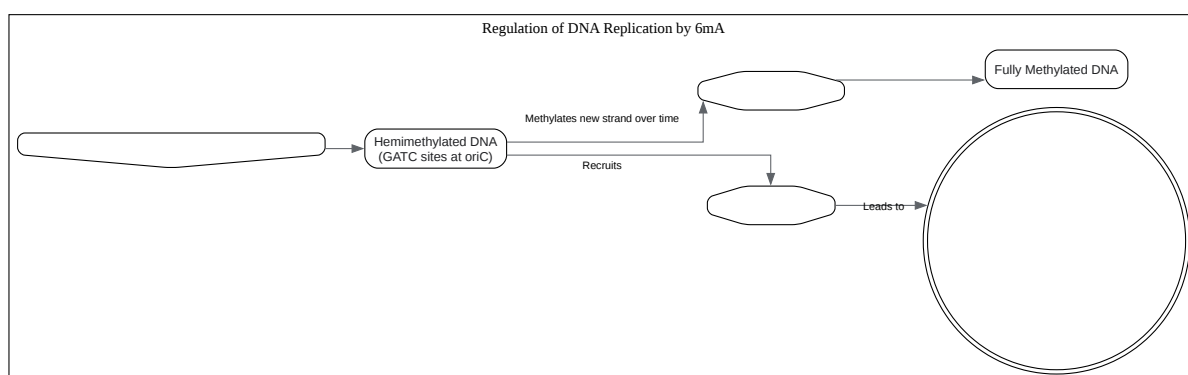 Regulation of DNA Replication by 6mA
Fully Methylated DNA
Methylates new strand over time
Hemimethylated DNA
(GATC sites at oriC)
Recruits
Leads to